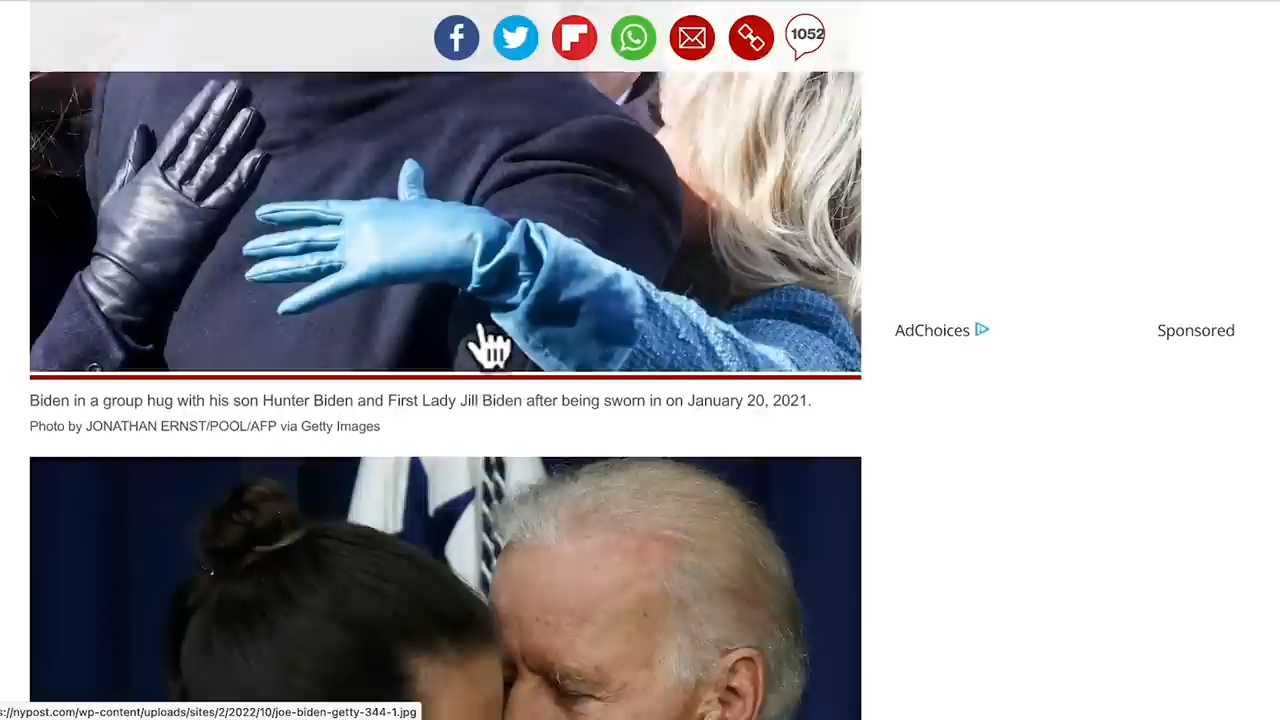 1052
AdChoices
Sponsored
Biden in a group hug with his son Hunter Biden and First Lady Jill Biden after being sworn in on January 20, 2021.
Photo by JONATHAN ERNST/POOL/AFP via Getty Images
s://nypost.com/wp-content/uploads/sites/2/2022/10/joe-biden-getty-344-1.jpg